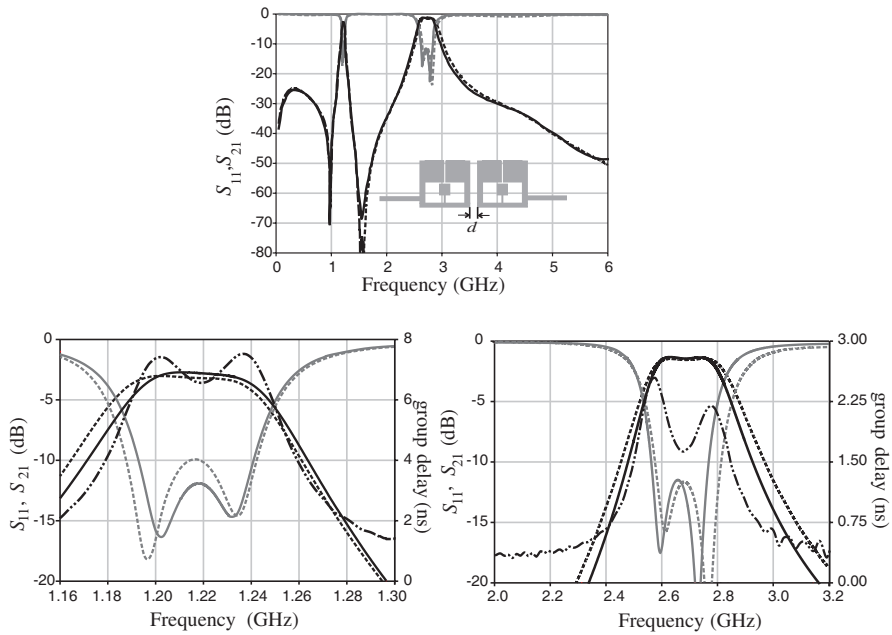 0
-10
-20
-30
-40
-50
-60
-70
-80
S11,S21 (dB)
d
0 1 2 3 4 5 6
Frequency (GHz)
0
-5
-10
-15
-20
S11, S21 (dB)
8
6
4
2
0
group delay (ns)
1.16 1.18 1.20 1.22 1.24 1.26 1.28 1.30
Frequency (GHz)
0
-5
-10
-15
-20
S11, S21 (dB)
3.00
2.25
1.50
0.75
0.00
group delay (ns)
2.0 2.2 2.4 2.6 2.8 3.0 3.2
Frequency (GHz)